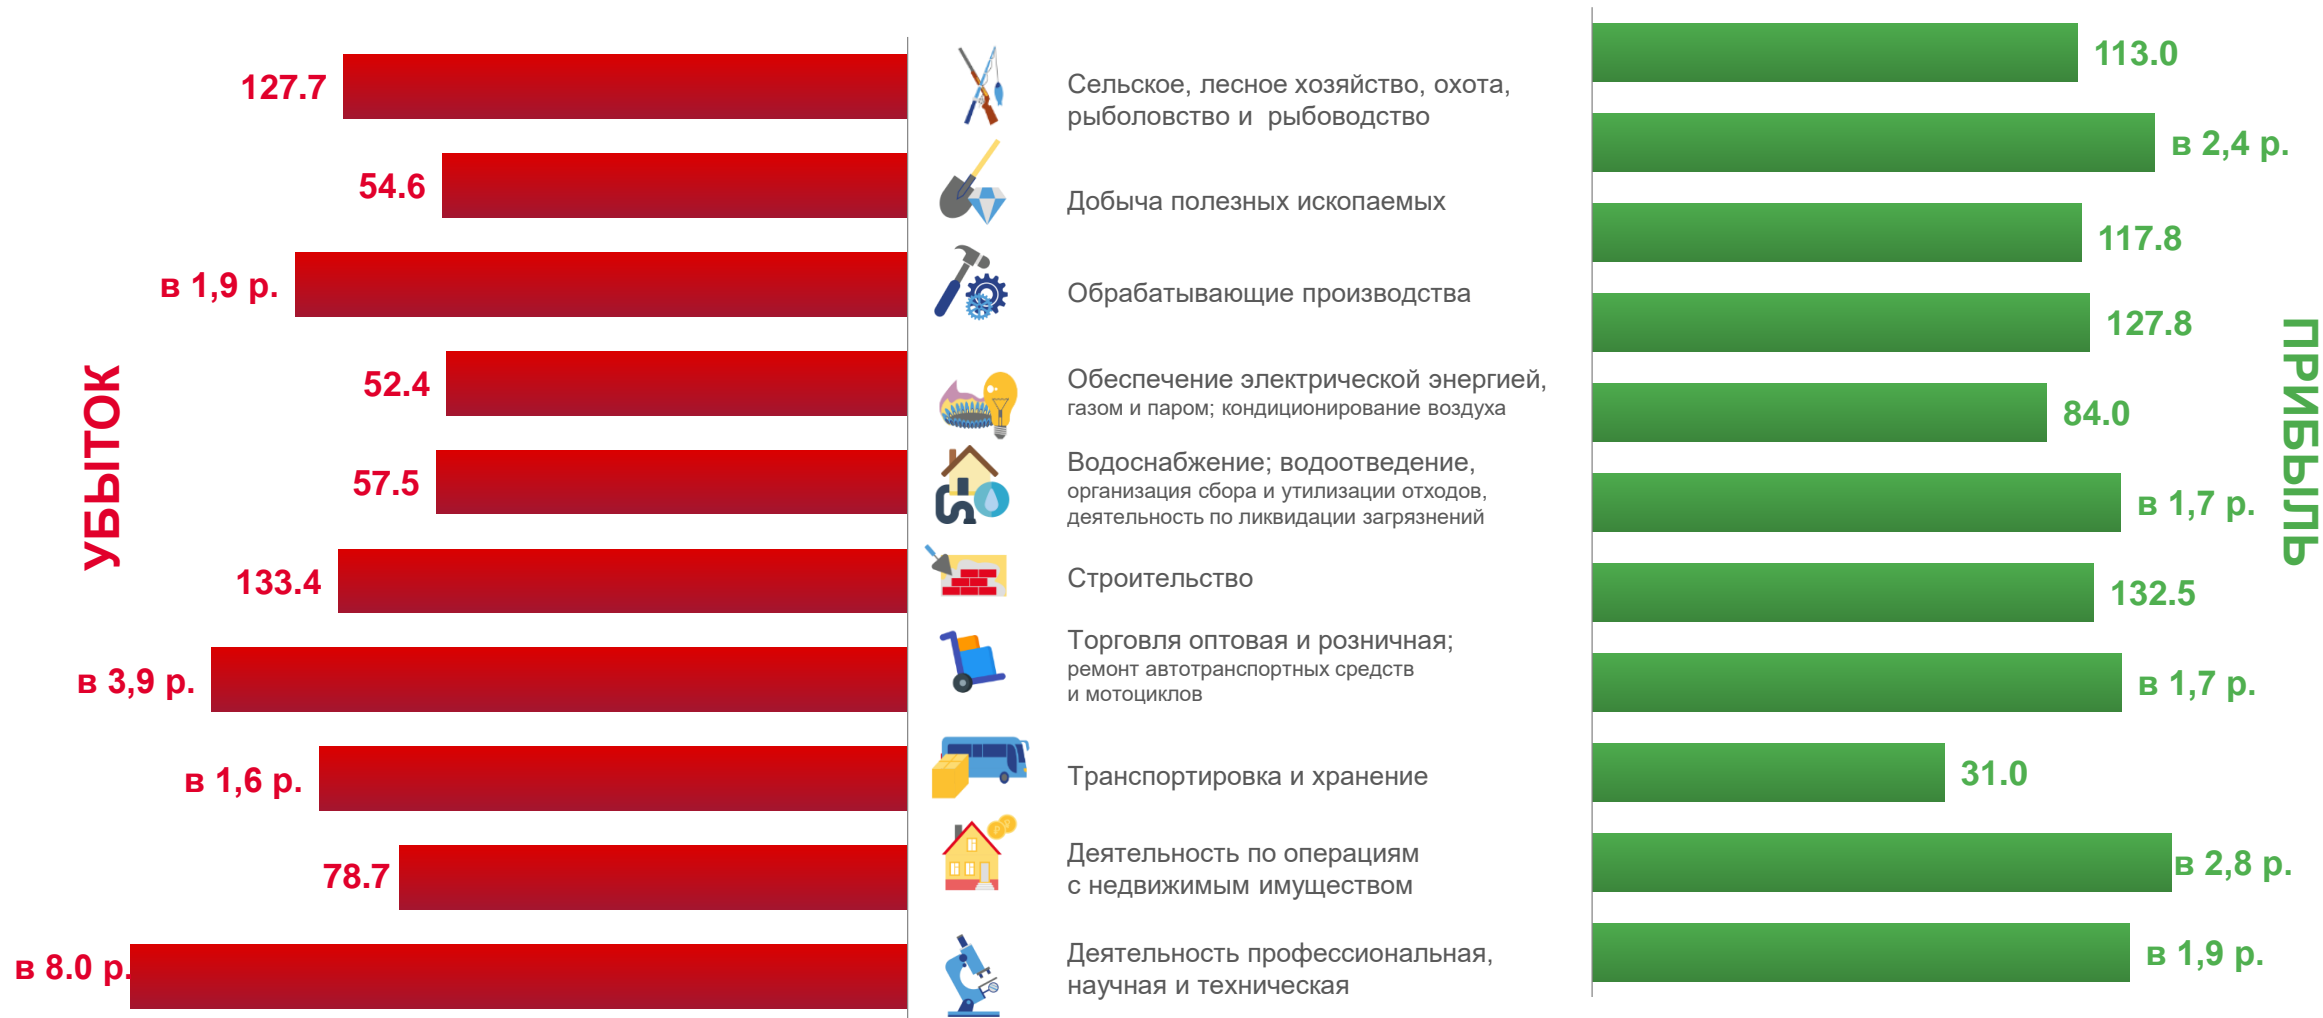 УБЫТОК
127.7
54.6
в 1,9 р.
52.4
57.5
133.4
в 3,9 р.
в 1,6 р.
78.7
в 8.0 р.
Сельское, лесное хозяйство, охота,
рыболовство и рыбоводство
Добыча полезных ископаемых
Обрабатывающие производства
Обеспечение электрической энергией,
газом и паром; кондиционирование воздуха
Водоснабжение; водоотведение,
организация сбора и утилизации отходов,
деятельность по ликвидации загрязнений
Строительство
Торговля оптовая и розничная;
ремонт автотранспортных средств
и мотоциклов
Транспортировка и хранение
Деятельность по операциям
с недвижимым имуществом
Деятельность профессиональная,
научная и техническая
113.0
в 2,4 р.
117.8
127.8
84.0
в 1,7 р.
132.5
в 1,7 р.
31.0
в 2,8 р.
в 1,9 р.
ПРИБЫЛЬ